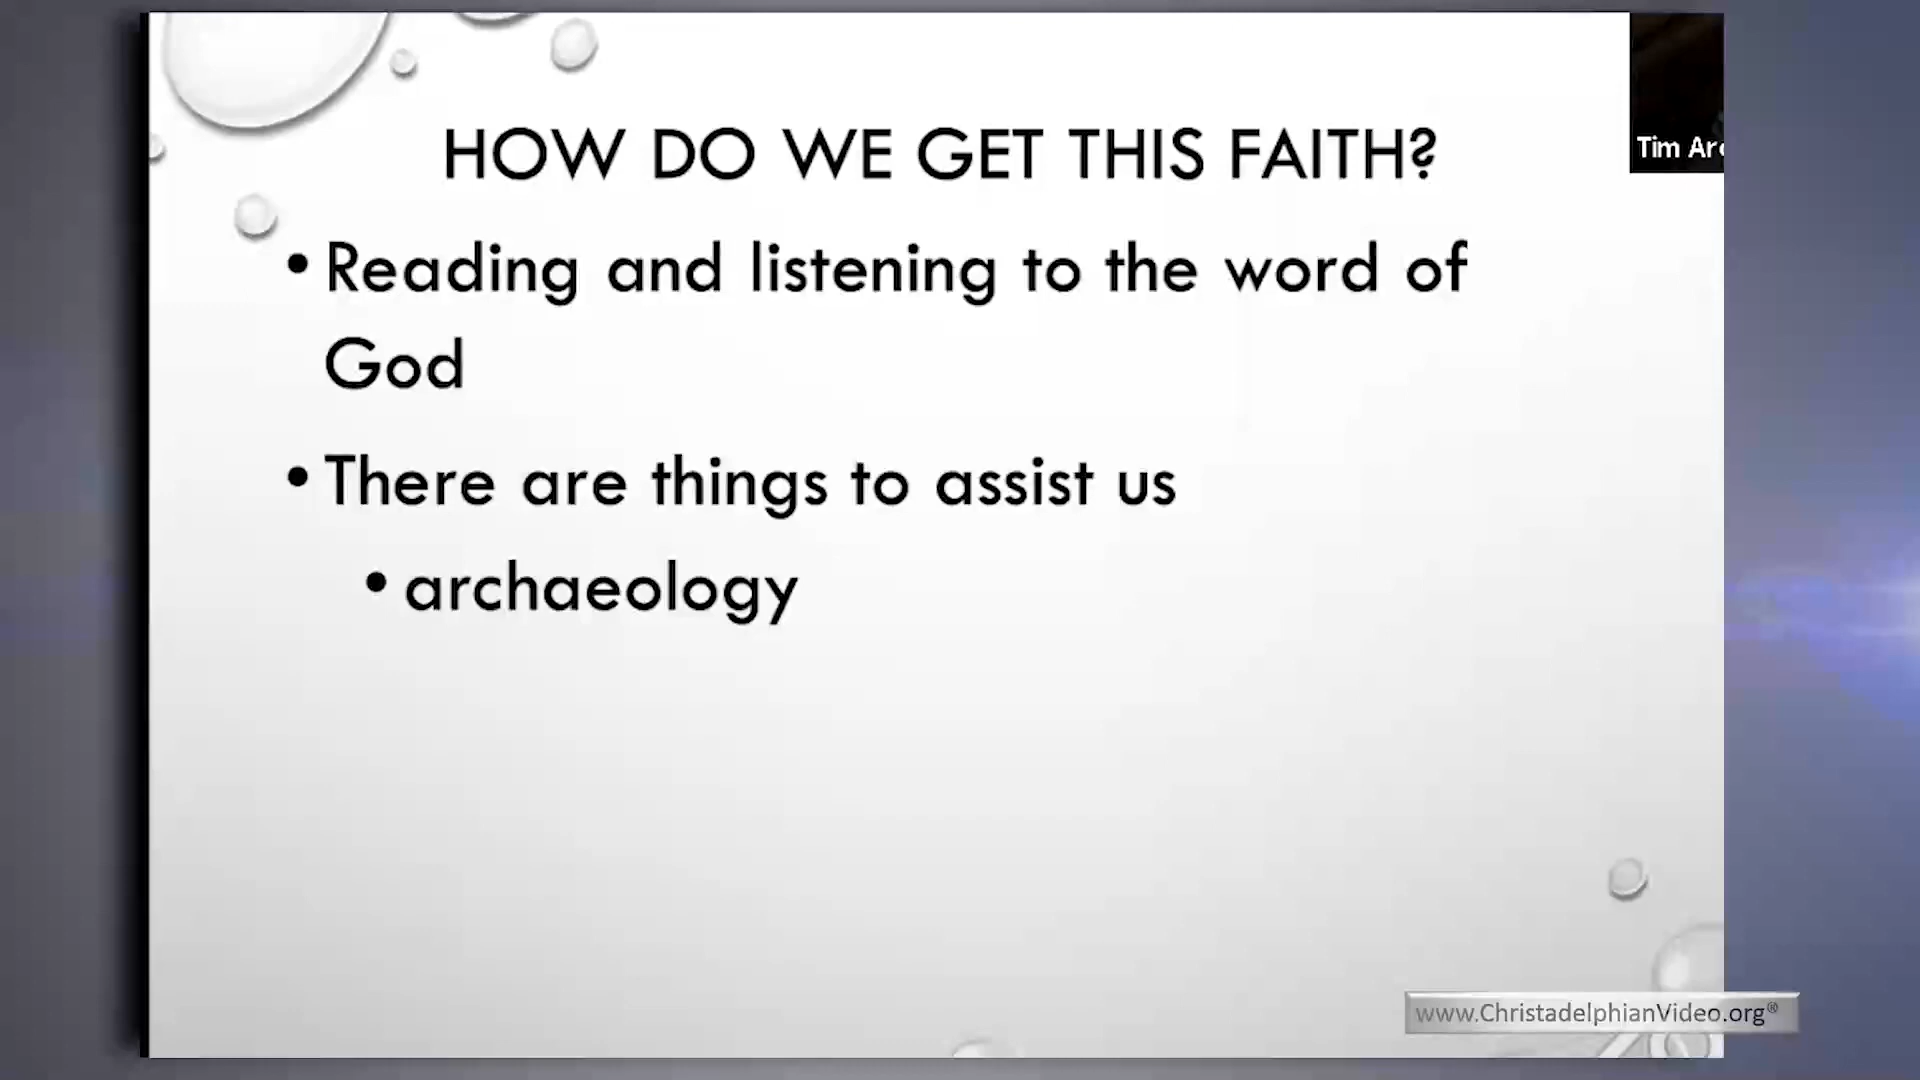 HOW DO WE GET THIS FAITH?
Tim Ar
• Reading and listening to the word of
God
• There are things to assist us
• archaeology
www.ChristadelphianVideo.org®